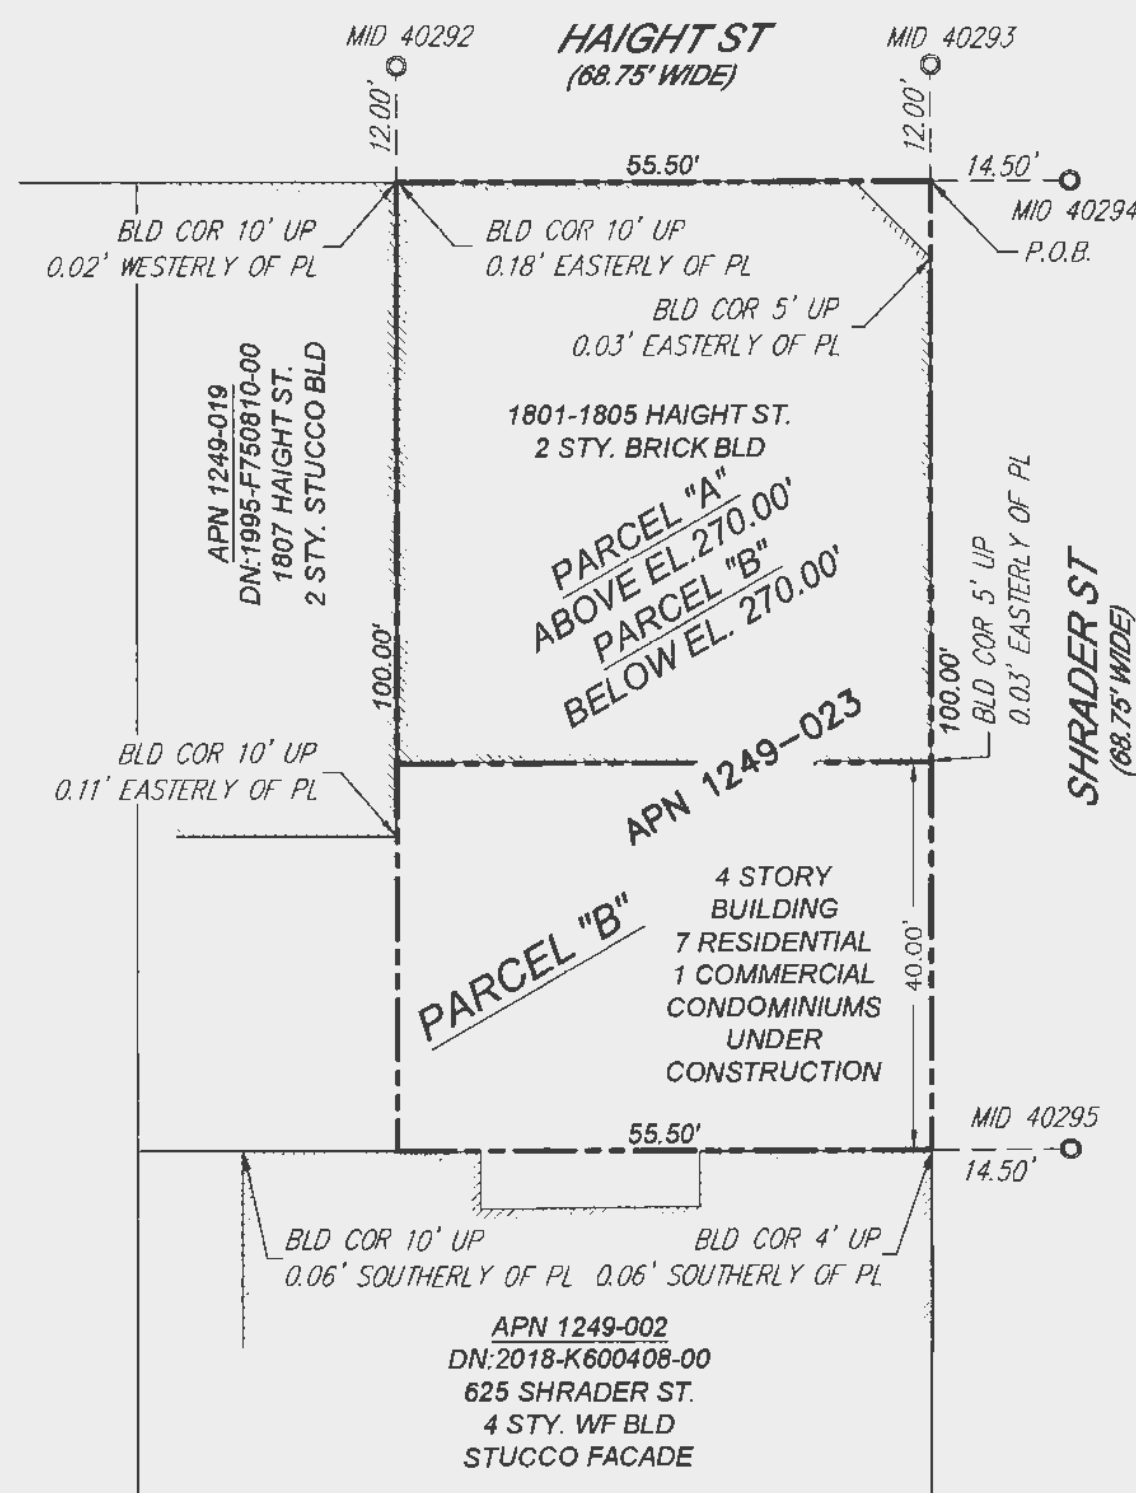 HAIGHT ST
(68.75' WIDE)
MID 40292
MID 40293
12.00'
12.00'
55.50'
14.50'
MID 40294
P.O.B.
BLD COR 10' UP
0.02' WESTERLY OF PL
BLD COR 10' UP
0.18' EASTERLY OF PL
BLD COR 5' UP
0.03' EASTERLY OF PL
APN 1249-019
DN:1995-F750810-00
1807 HAIGHT ST.
2 STY. STUCCO BLD
1801-1805 HAIGHT ST.
2 STY. BRICK BLD
PARCEL "A"
ABOVE EL.270.00'
PARCEL "B"
BELOW EL. 270.00'
100.00'
100.00'
BLD COR 5' UP
0.03' EASTERLY OF PL
SHRADER ST
(68.75' WIDE)
APN 1249-023
BLD COR 10' UP
0.11' EASTERLY OF PL
PARCEL "B"
4 STORY
BUILDING
7 RESIDENTIAL
1 COMMERCIAL
CONDOMINIUMS
UNDER
CONSTRUCTION
40.00'
55.50'
MID 40295
14.50'
BLD COR 10' UP
0.06' SOUTHERLY OF PL
BLD COR 4' UP
0.06' SOUTHERLY OF PL
APN 1249-002
DN:2018-K600408-00
625 SHRADER ST.
4 STY. WF BLD
STUCCO FACADE